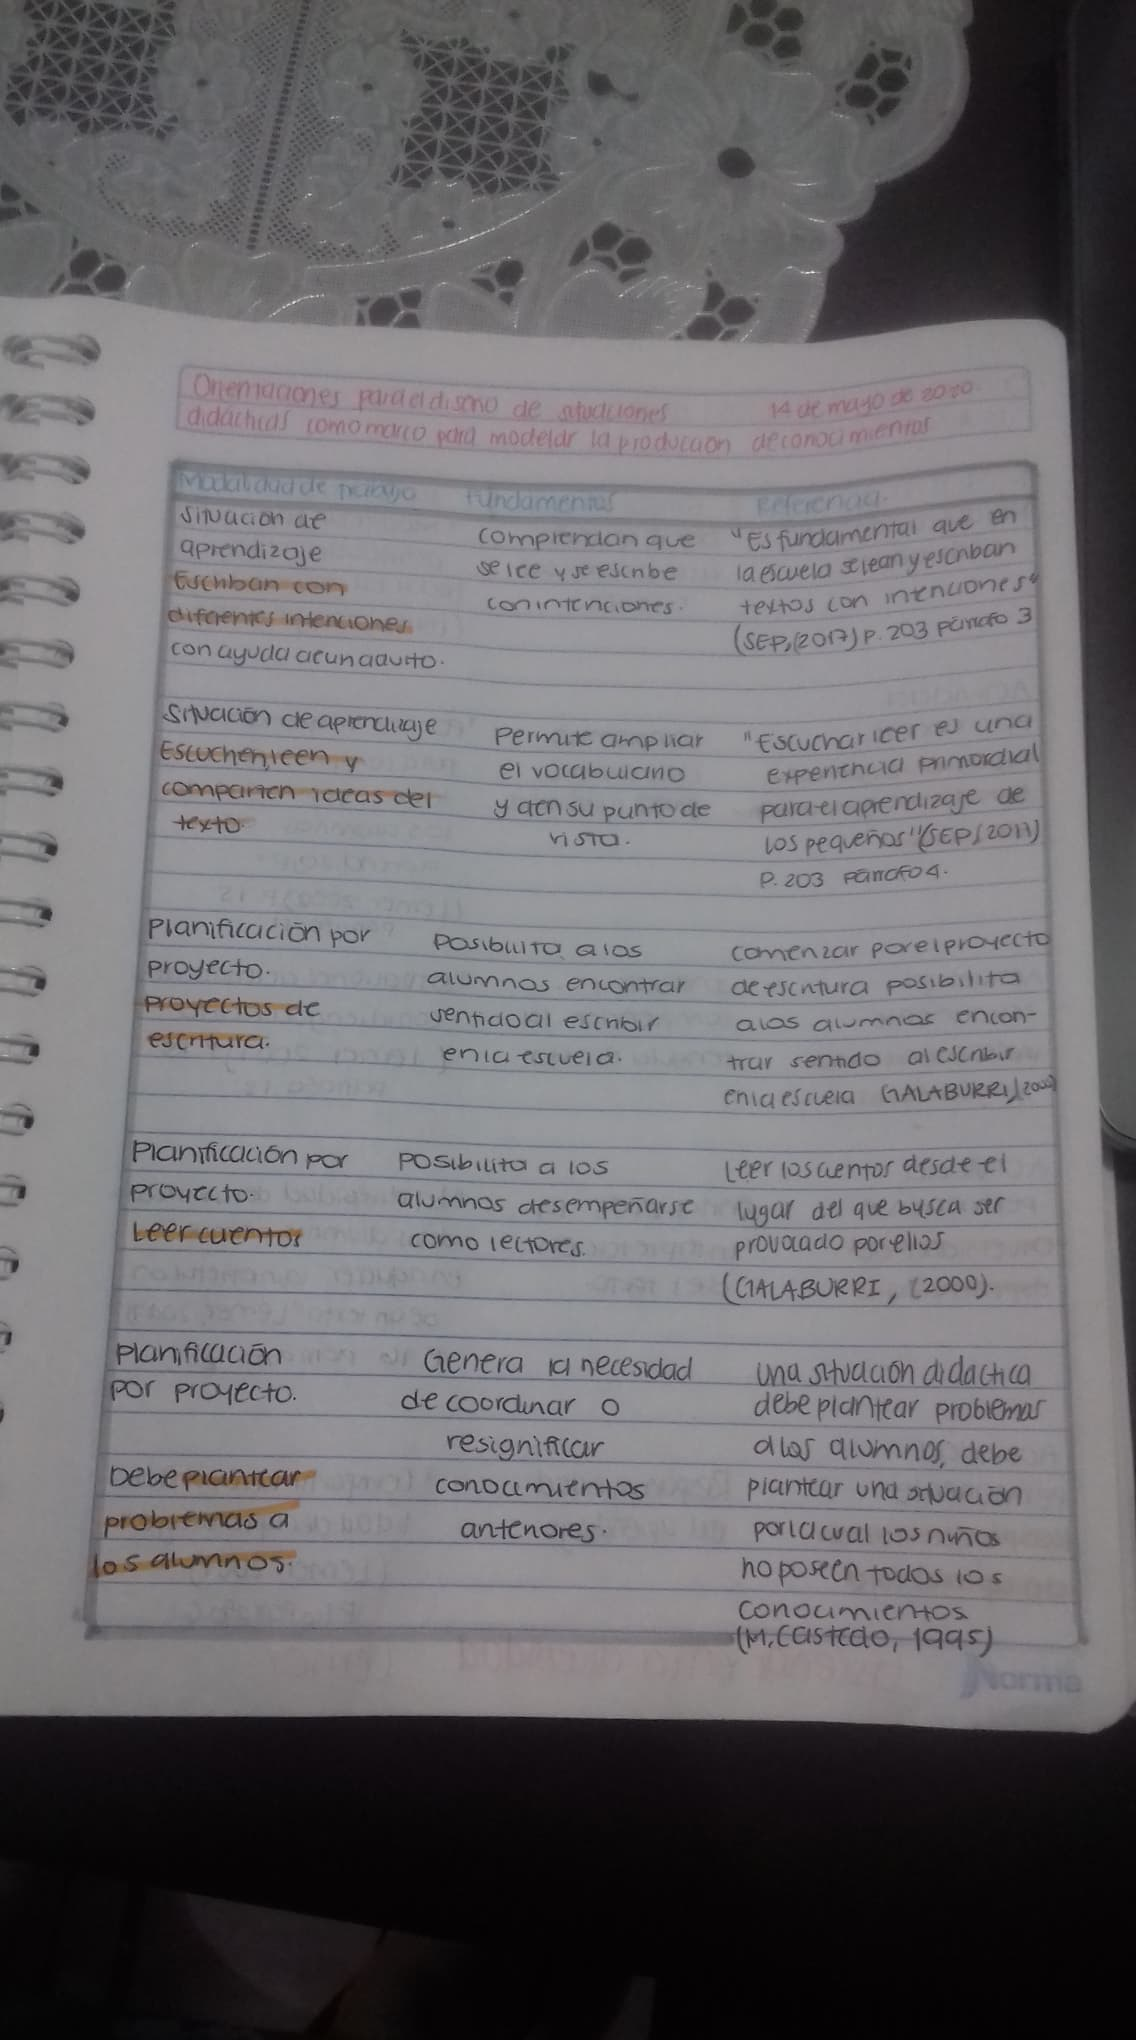 Orientaciones para el diseño de situaciones 14 de mayo de 2020
didácticas como marco para modelar la producción de conocimientos
Modalidad de trabajo Fundamentos Referencia.
Situación de
aprendizaje
Escriban con
diferentes intenciones
con ayuda de un adulto.
comprendan que
se lee y se escribe
con intenciones.
"Es fundamental que en
la escuela se lean y escriban
textos con intenciones"
(SEP, (2017) P. 203 párrafo 3
Situación de aprendizaje
Escuchen, leen y
comparten ideas del
texto.
Permite ampliar
el vocabulario
y den su punto de
vista.
"Escuchar leer es una
experiencia primordial
para el aprendizaje de
los pequeños" (SEP, 2017)
P. 203 párrafo 4.
Planificación por
proyecto.
Proyectos de
escritura.
Posibilita a los
alumnos encontrar
sentido al escribir
en la escuela.
comenzar por el proyecto
de escritura posibilita
a los alumnos encon-
trar sentido al escribir
en la escuela (GALABURRI, 2000)
Planificación por
proyecto.
Leer cuentos
Posibilita a los
alumnos desempeñarse
como lectores.
Leer los cuentos desde el
lugar del que busca ser
provocado por ellos
(GALABURRI, (2000).
Planificación
por proyecto.
Debe plantear
problemas a
los alumnos.
Genera la necesidad
de coordinar o
resignificar
conocimientos
anteriores.
una situación didactica
debe plantear problemas
a los alumnos, debe
plantear una situación
por la cual los niños
no poseen todos los
conocimientos
(M, Castedo, 1995)
Norma